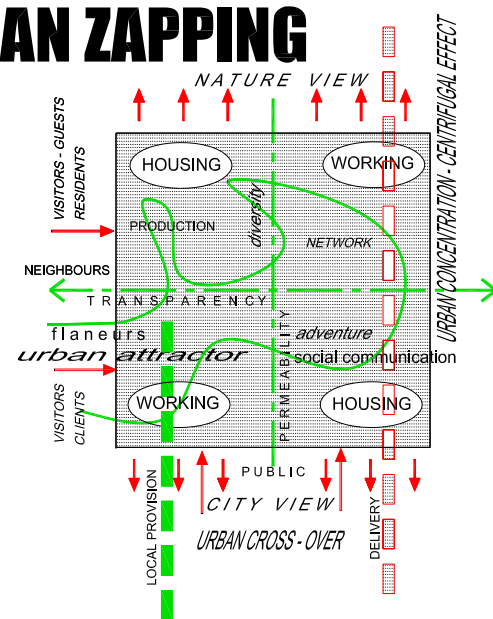 AN ZAPPING
NATURE VIEW
VISITORS - GUESTS
RESIDENTS
URBAN CONCENTRATION - CENTRIFUGAL EFFECT
HOUSING
WORKING
diversity
PRODUCTION
NETWORK
NEIGHBOURS
TRANSPARENCY
flaneurs
adventure
urban attractor
social communication
PERMEABILITY
VISITORS
CLIENTS
WORKING
HOUSING
PUBLIC
CITY VIEW
LOCAL PROVISION
DELIVERY
URBAN CROSS - OVER